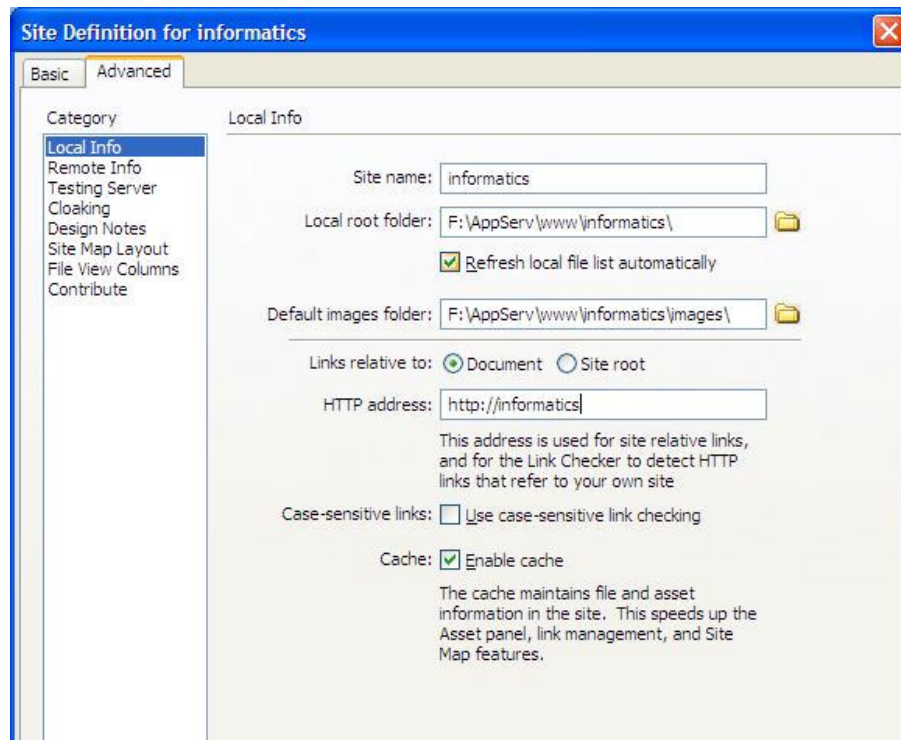 Site Definition for informatics
Basic
Advanced
Category
Local Info
Remote Info
Testing Server
Cloaking
Design Notes
Site Map Layout
File View Columns
Contribute
Local Info
Site name: informatics
Local root folder: F:\AppServ\www\informatics\
Refresh local file list automatically
Default images folder: F:\AppServ\www\informatics\images\
Links relative to: Document Site root
HTTP address: http://informatics
This address is used for site relative links,
and for the Link Checker to detect HTTP
links that refer to your own site
Case-sensitive links: Use case-sensitive link checking
Cache: Enable cache
The cache maintains file and asset
information in the site. This speeds up the
Asset panel, link management, and Site
Map features.